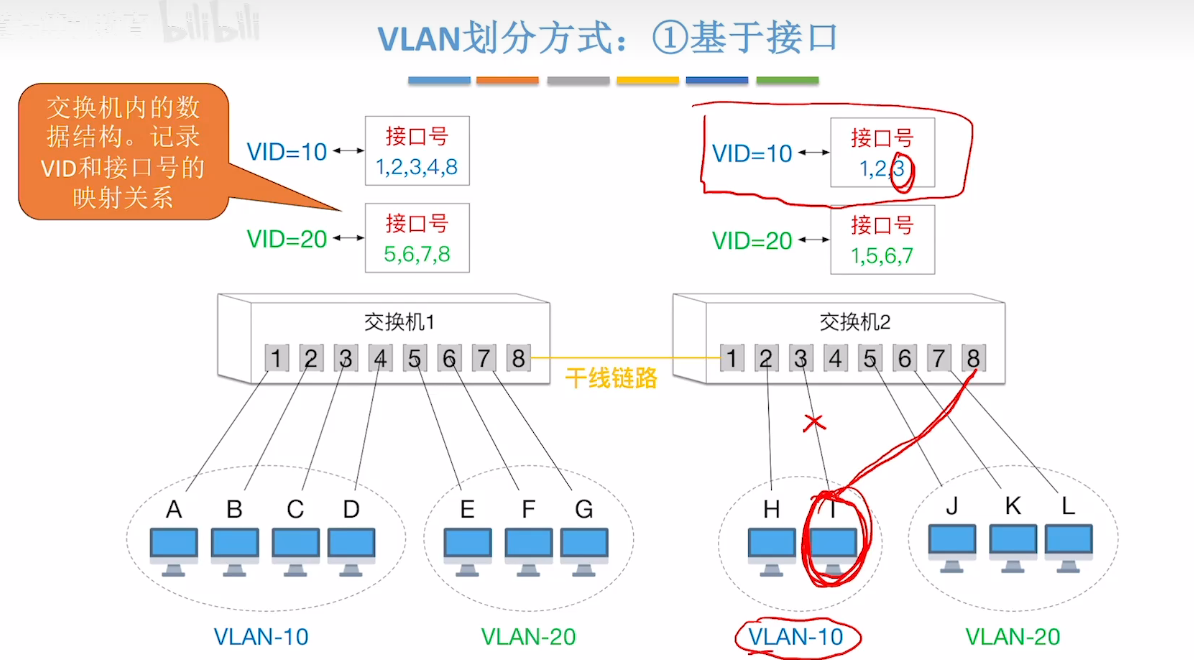 bilibili
VLAN划分方式：①基于接口
交换机内的数
据结构。记录
VID和接口号的
映射关系
VID=10
接口号
1,2,3,4,8
VID=20
接口号
5,6,7,8
VID=10
接口号
1,2,3
VID=20
接口号
1,5,6,7
交换机1
1 2 3 4 5 6 7 8
干线链路
交换机2
1 2 3 4 5 6 7 8
A B C D
E F G
H I
J K L
VLAN-10
VLAN-20
VLAN-10
VLAN-20